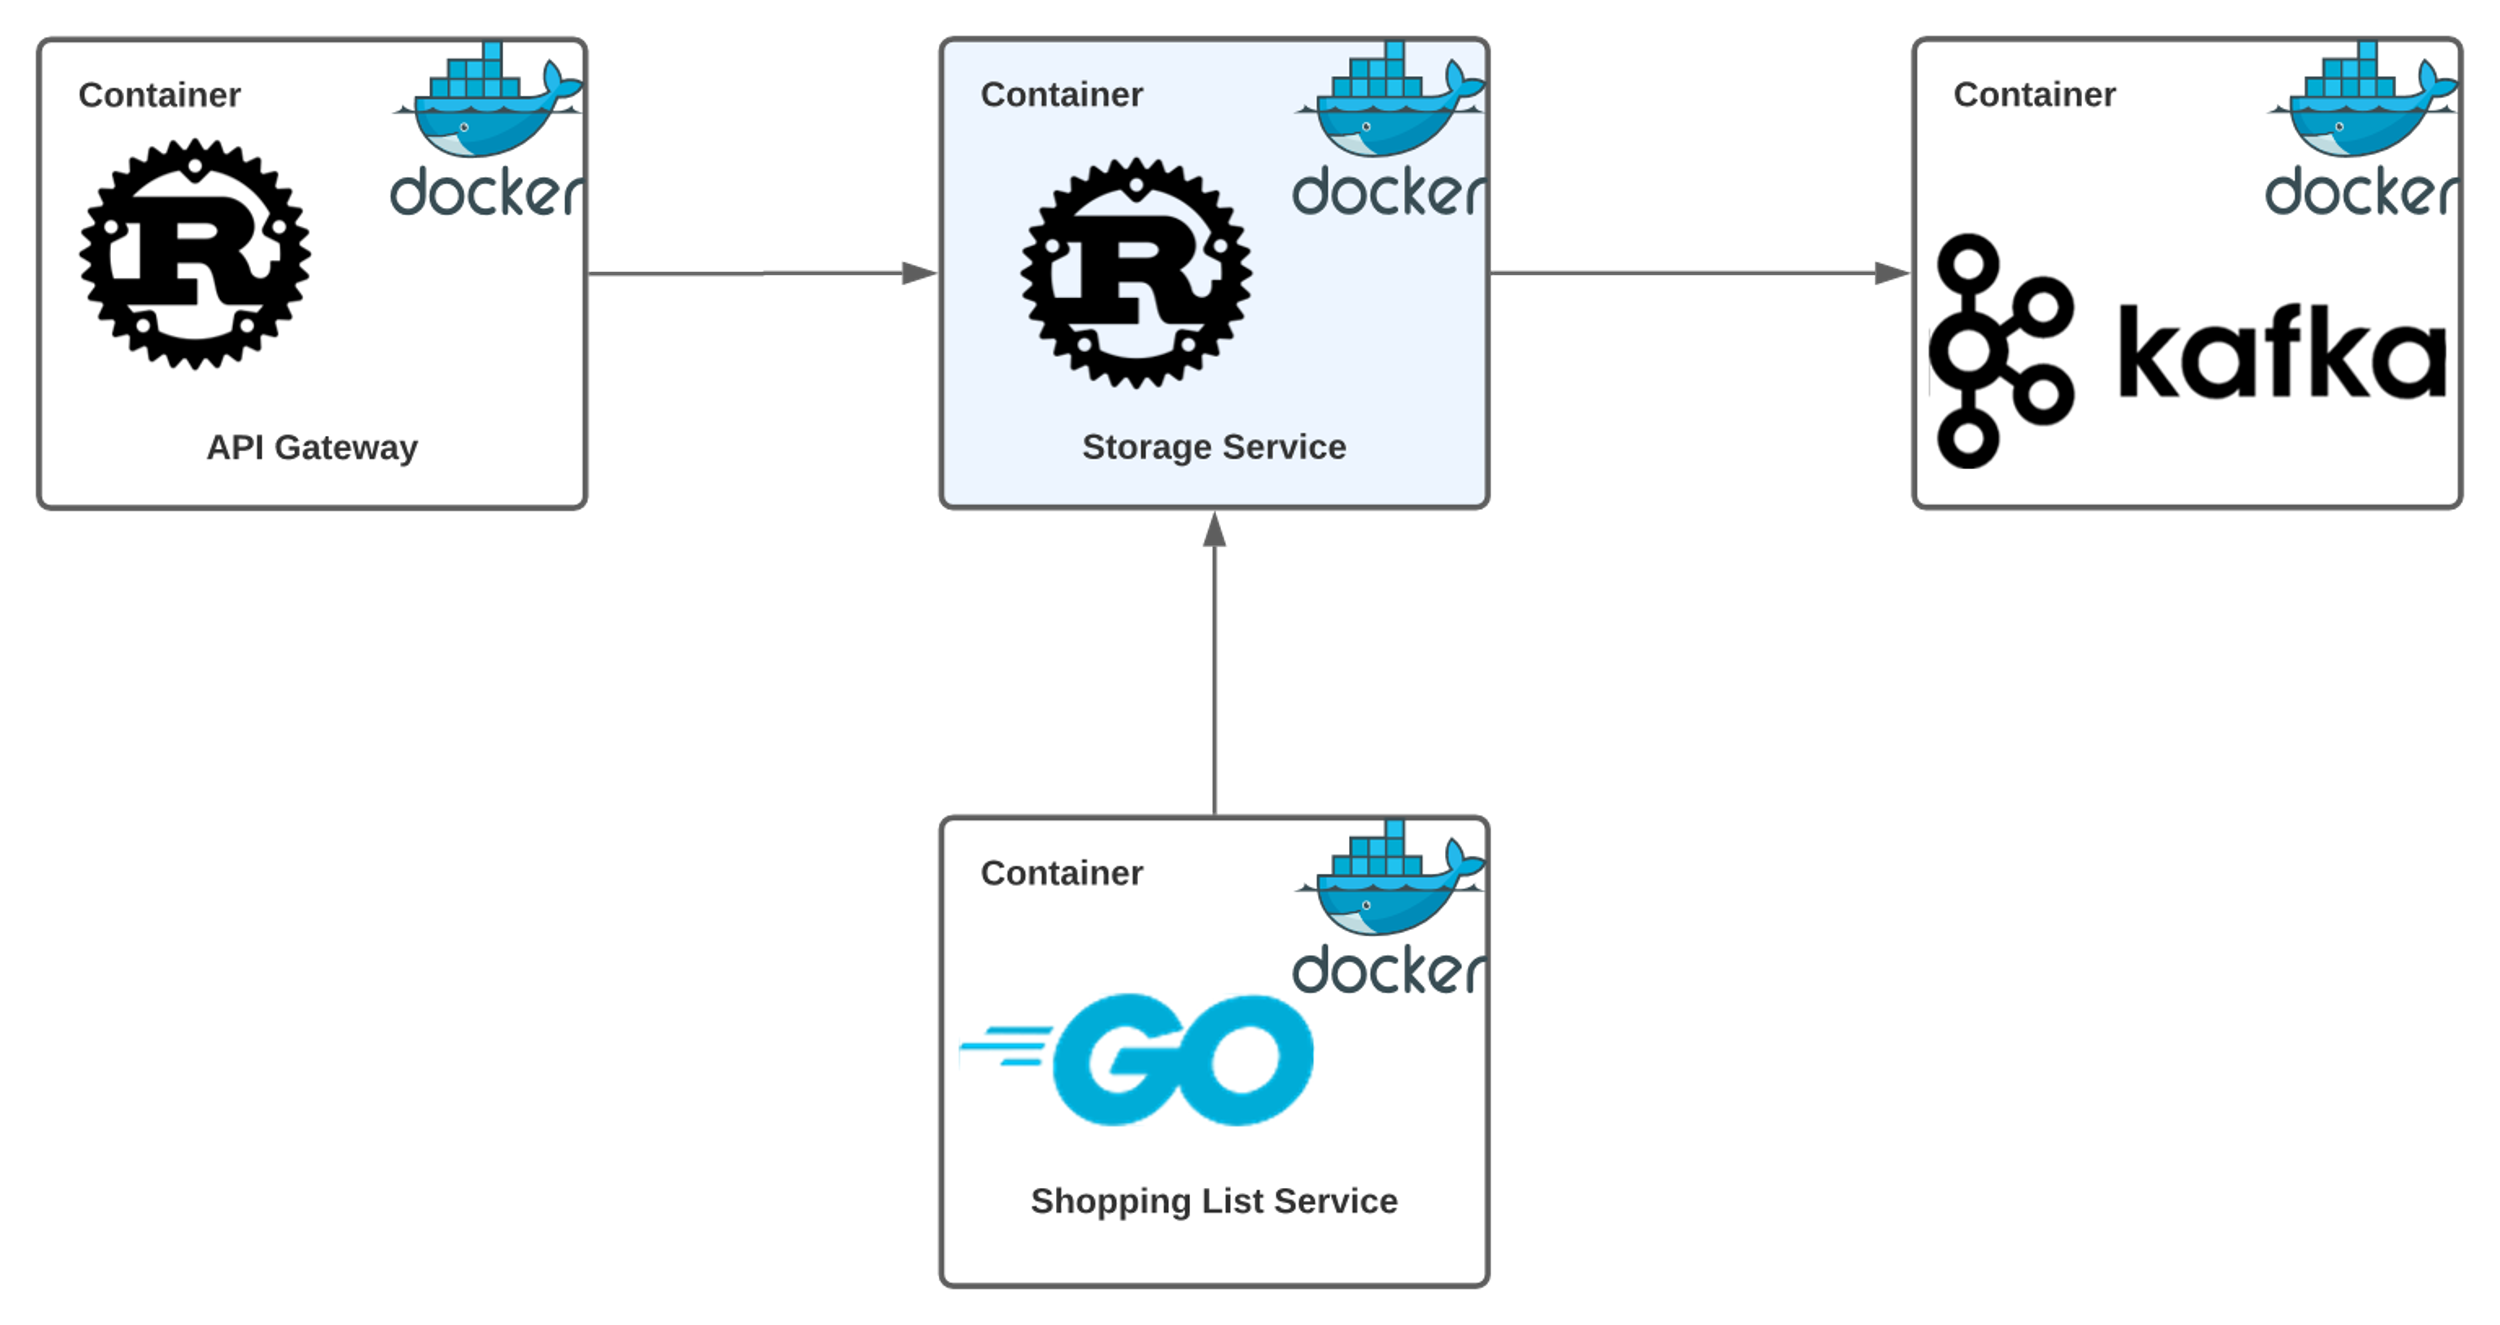 Container
docker
R
API Gateway
Container
docker
R
Storage Service
Container
docker
kafka
Container
docker
GO
Shopping List Service